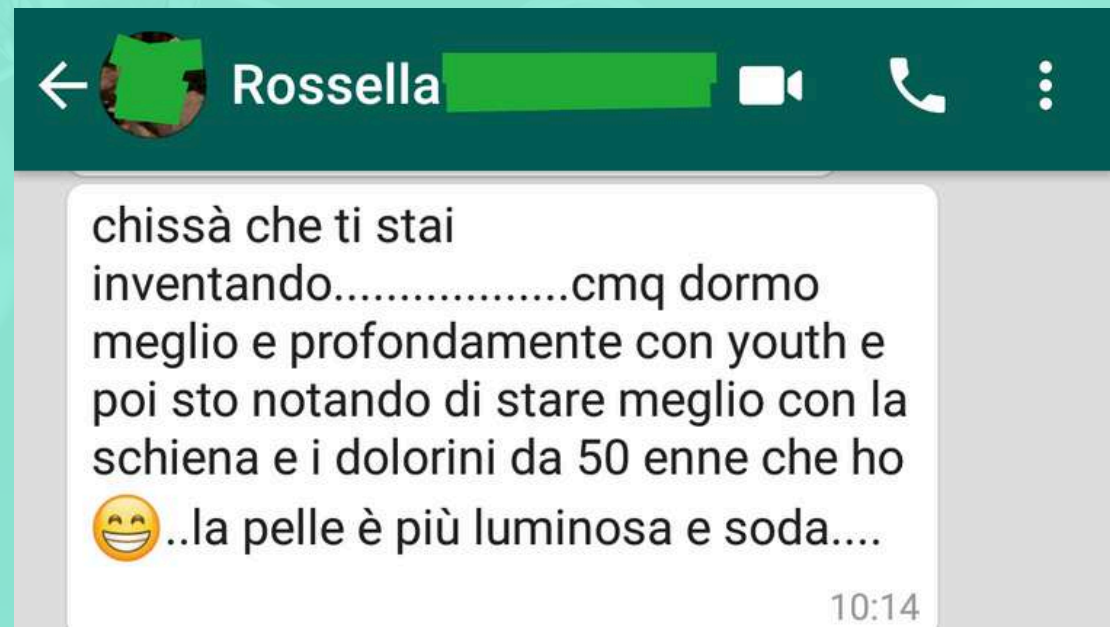 Rossella
chissà che ti stai
inventando..................cmq dormo
meglio e profondamente con youth e
poi sto notando di stare meglio con la
schiena e i dolorini da 50 enne che ho
😁..la pelle è più luminosa e soda....
10:14